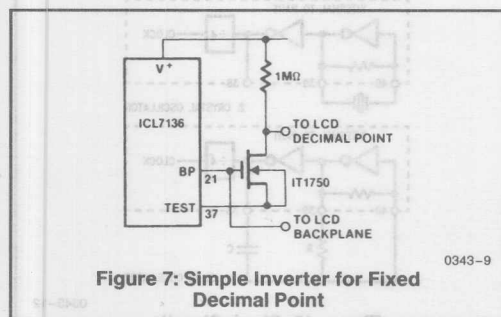 V+
1MΩ
ICL7136
TO LCD
DECIMAL POINT
BP
21
IT1750
TEST
37
TO LCD
BACKPLANE
0343-9
Figure 7: Simple Inverter for Fixed
Decimal Point